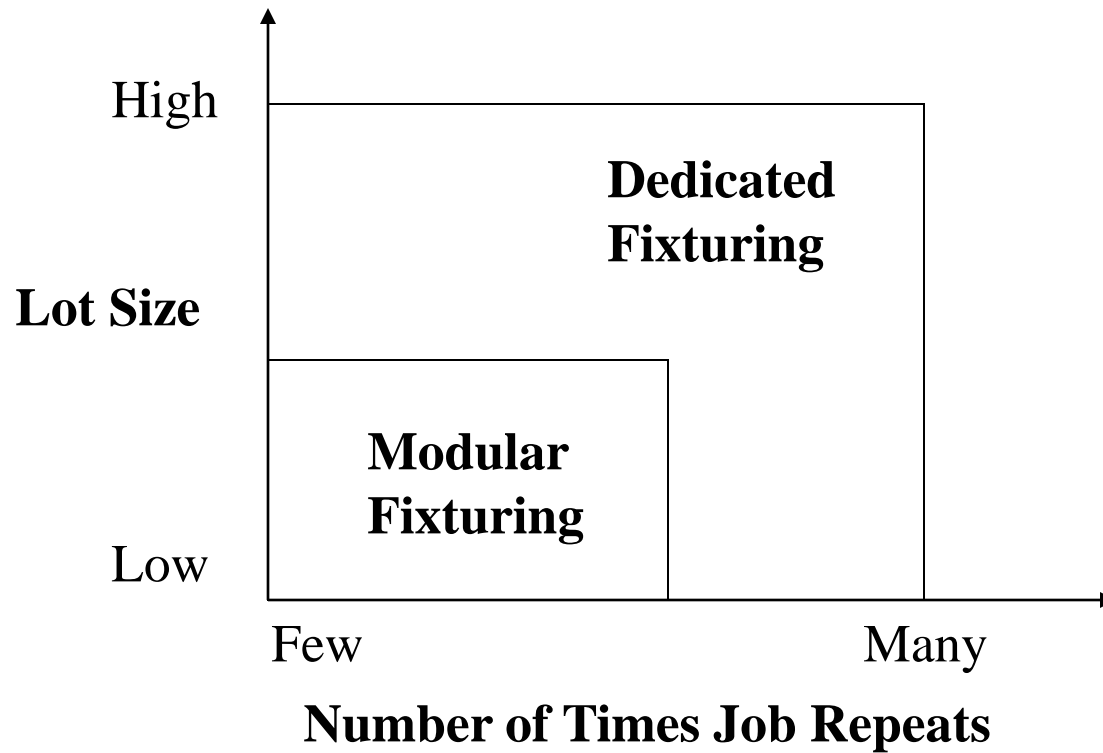 High
Dedicated
Fixturing
Lot Size
Modular
Fixturing
Low
Few
Many
Number of Times Job Repeats